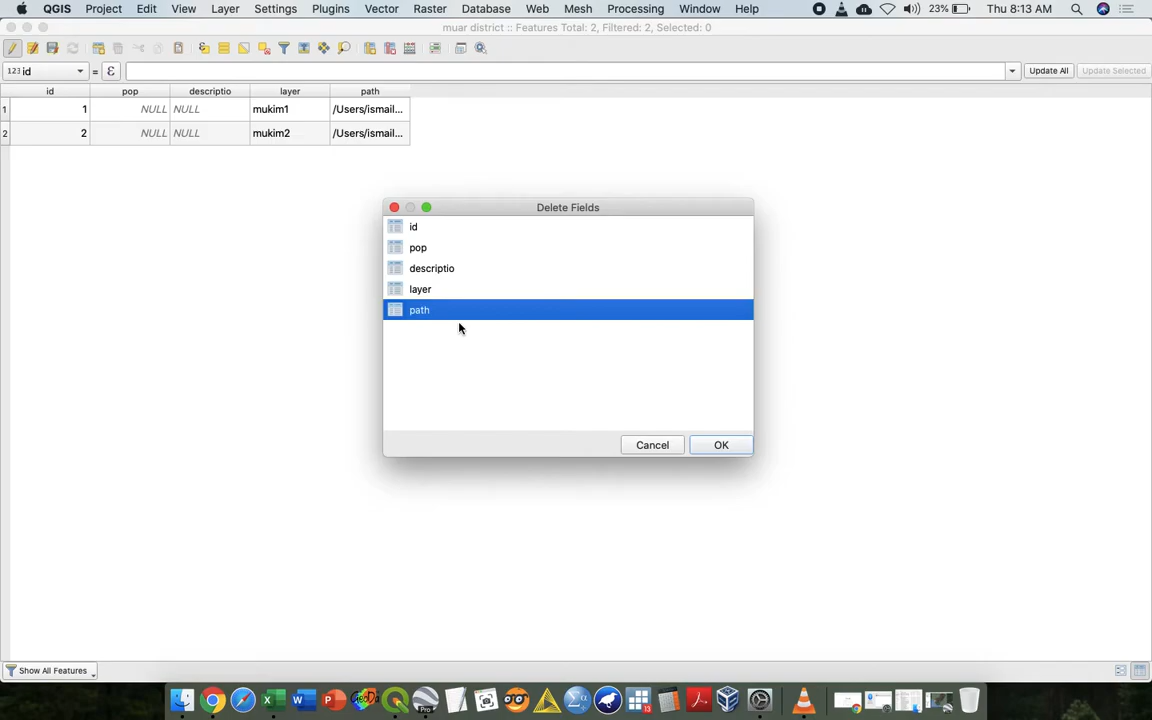 QGIS Project Edit View Layer Settings Plugins Vector Raster Database Web Mesh Processing Window Help 23% Thu 8:13 AM
muar district :: Features Total: 2, Filtered: 2, Selected: 0
123 id = ε Update All Update Selected
id pop descriptio layer path
1 1 NULL NULL mukim1 /Users/ismail...
2 2 NULL NULL mukim2 /Users/ismail...
Delete Fields
id
pop
descriptio
layer
path
Cancel OK
Show All Features